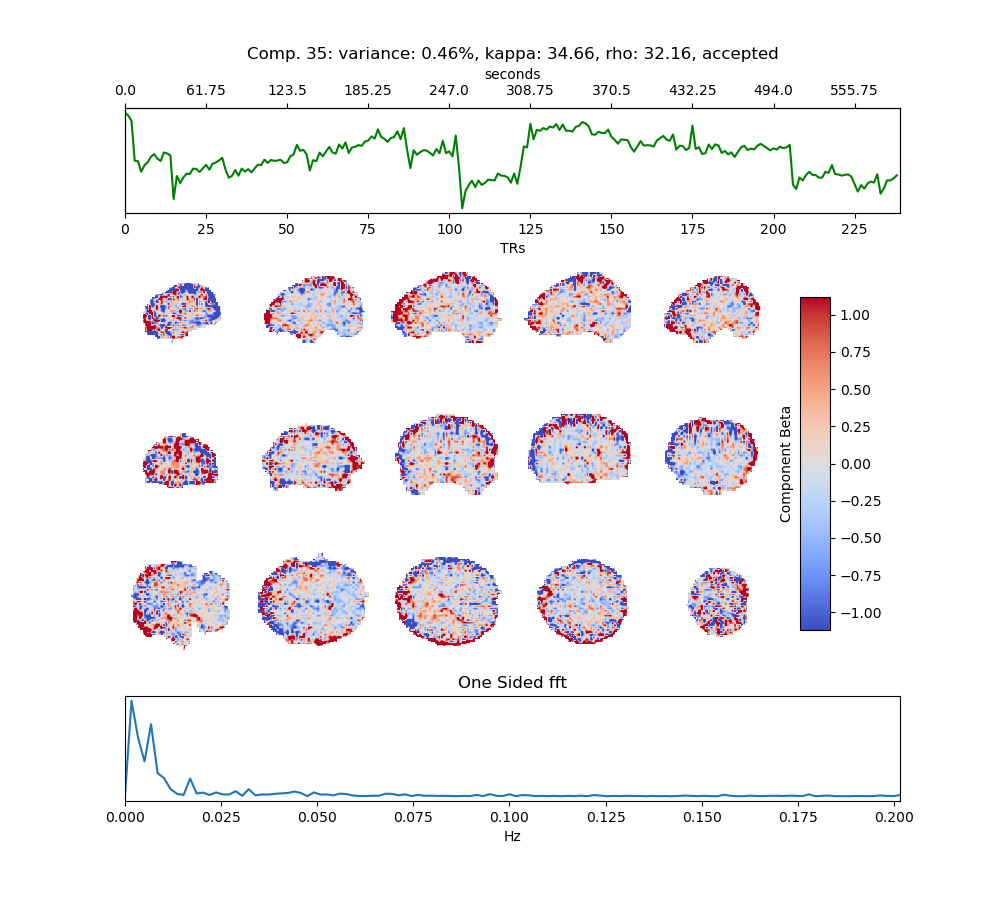 Comp. 35: variance: 0.46%, kappa: 34.66, rho: 32.16, accepted
seconds
0.0 61.75 123.5 185.25 247.0 308.75 370.5 432.25 494.0 555.75
0 25 50 75 100 125 150 175 200 225
TRs
1.00
0.75
0.50
0.25
0.00
−0.25
−0.50
−0.75
−1.00
Component Beta
One Sided fft
0.000 0.025 0.050 0.075 0.100 0.125 0.150 0.175 0.200
Hz